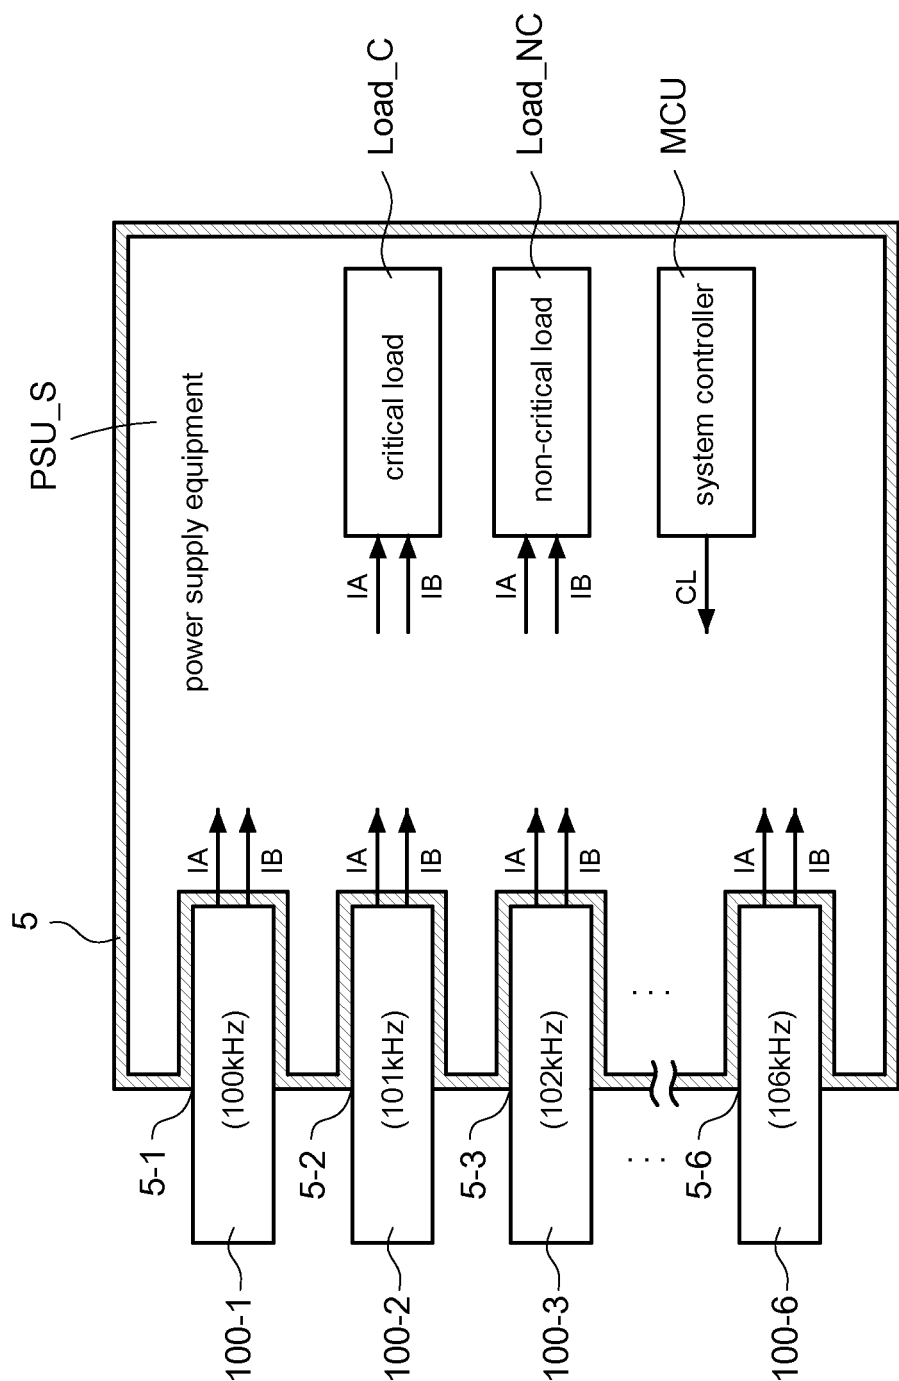 PSU_S
5
power supply equipment
critical load
Load_C
non-critical load
Load_NC
system controller
MCU
IA
IB
IA
IB
CL
100-1
5-1
(100kHz)
IA
IB
100-2
5-2
(101kHz)
IA
IB
100-3
5-3
(102kHz)
IA
IB
. . .
. . .
100-6
5-6
(106kHz)
IA
IB